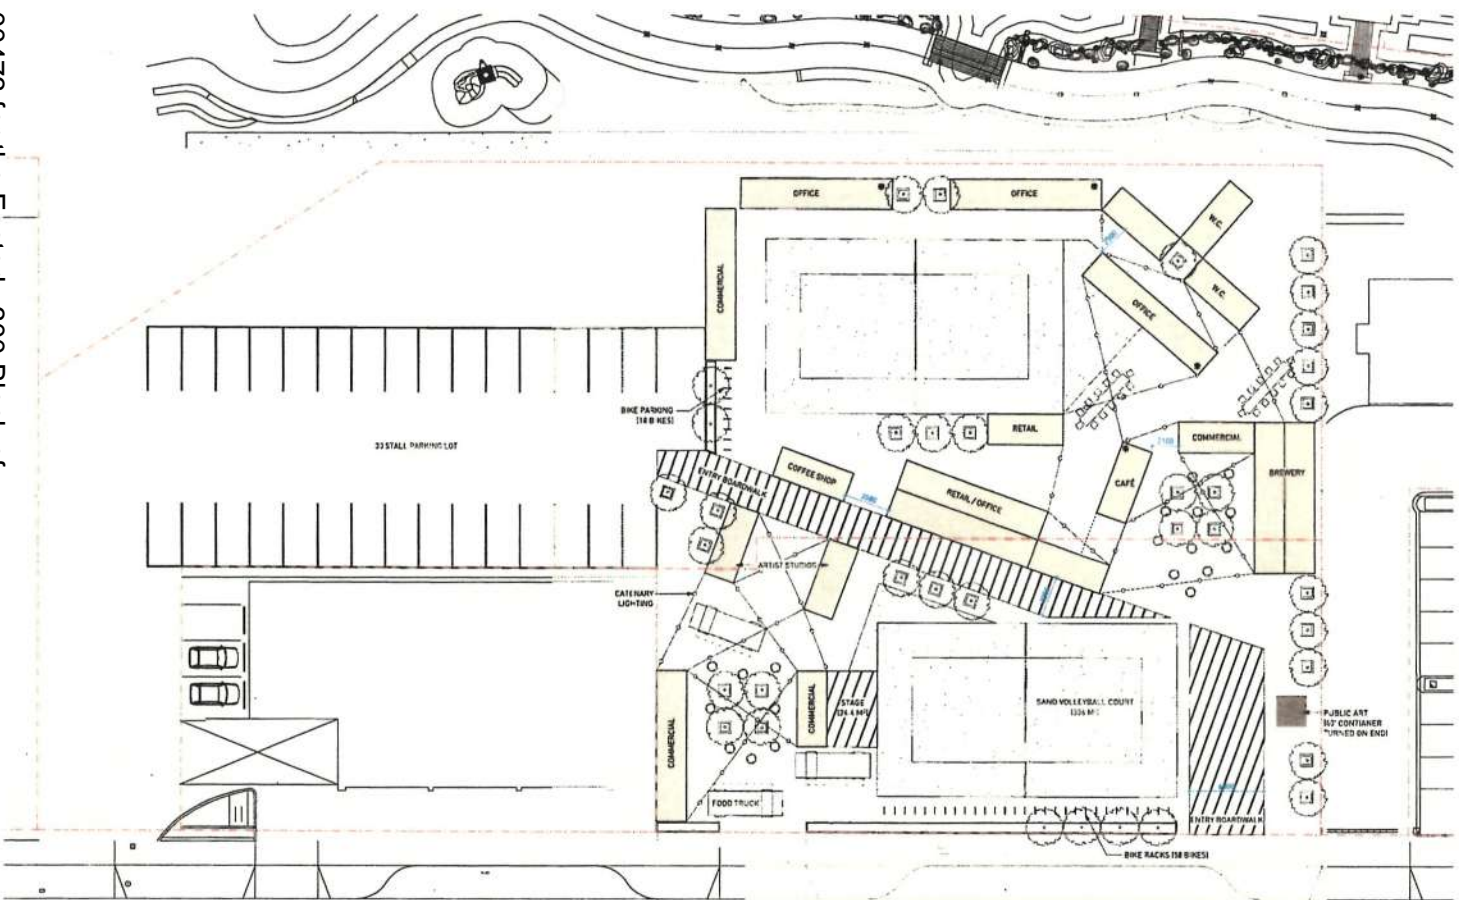 OFFICE
OFFICE
W.C.
W.C.
OFFICE
COMMERCIAL
BIKE PARKING
33 STALL PARKING LOT
RETAIL
COMMERCIAL
BREWERY
CAFÉ
COFFEE SHOP
ENTRY BOARDWALK
RETAIL / OFFICE
ARTIST STUDIOS
CATENARY
LIGHTING
COMMERCIAL
COMMERCIAL
STAGE
SAND VOLLEYBALL COURT
PUBLIC ART
TURNED ON END)
FOOD TRUCK
ENTRY BOARDWALK
BIKE RACKS (58 BIKES)